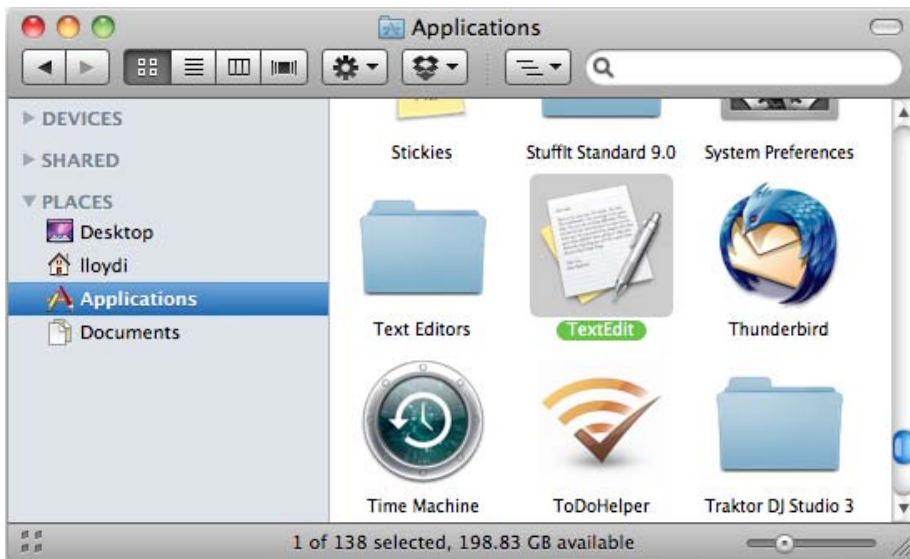 Applications
DEVICES
SHARED
PLACES
Desktop
lloydi
Applications
Documents
Stickies
StuffIt Standard 9.0
System Preferences
Text Editors
TextEdit
Thunderbird
Time Machine
ToDoHelper
Traktor DJ Studio 3
1 of 138 selected, 198.83 GB available